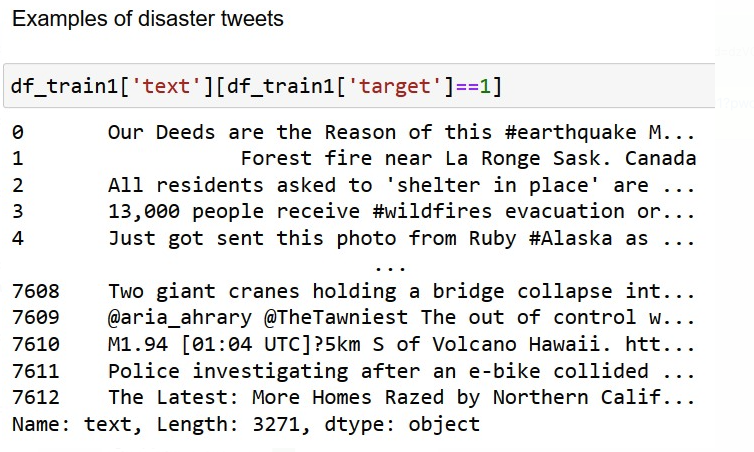 Examples of disaster tweets
df_train1['text'][df_train1['target']==1]
0 Our Deeds are the Reason of this #earthquake M...
1 Forest fire near La Ronge Sask. Canada
2 All residents asked to 'shelter in place' are ...
3 13,000 people receive #wildfires evacuation or...
4 Just got sent this photo from Ruby #Alaska as ...
...
7608 Two giant cranes holding a bridge collapse int...
7609 @aria_ahrary @TheTawniest The out of control w...
7610 M1.94 [01:04 UTC]?5km S of Volcano Hawaii. htt...
7611 Police investigating after an e-bike collided ...
7612 The Latest: More Homes Razed by Northern Calif...
Name: text, Length: 3271, dtype: object